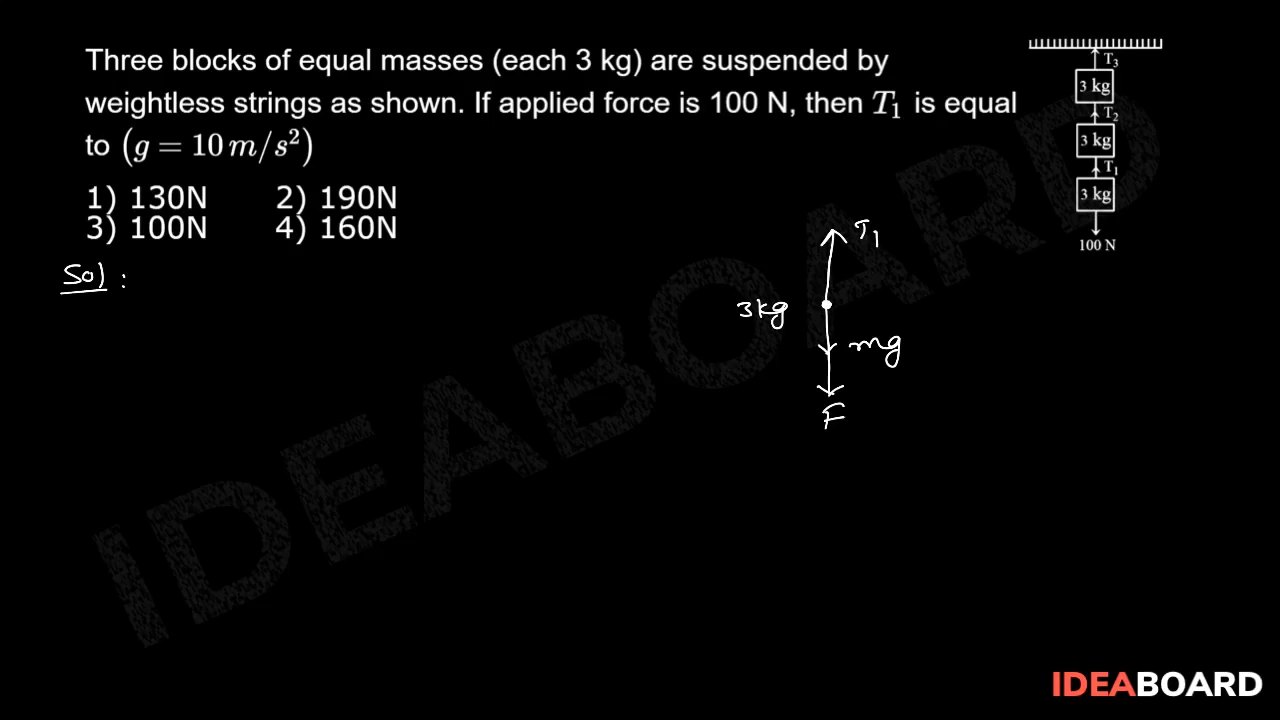 Three blocks of equal masses (each 3 kg) are suspended by
weightless strings as shown. If applied force is 100 N, then T₁ is equal
to (g = 10 m/s²)
1) 130N 2) 190N
3) 100N 4) 160N
Sol :
T₃
3 kg
T₂
3 kg
T₁
3 kg
100 N
T₁
3kg
mg
F
IDEABOARD
IDEABOARD